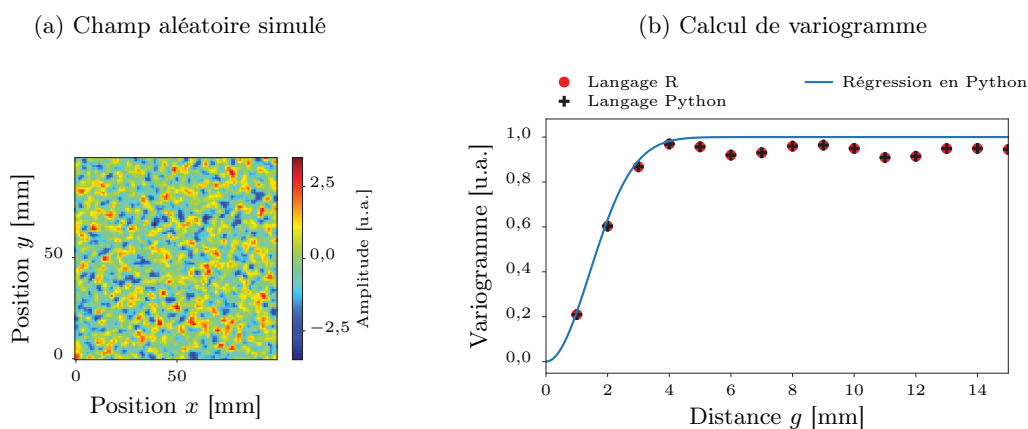 (a) Champ aléatoire simulé
Position y [mm]
50
0
0
50
Position x [mm]
2,5
0,0
−2,5
Amplitude [u.a.]
(b) Calcul de variogramme
Langage R
Langage Python
Régression en Python
Variogramme [u.a.]
1,0
0,8
0,6
0,4
0,2
0,0
0 2 4 6 8 10 12 14
Distance g [mm]